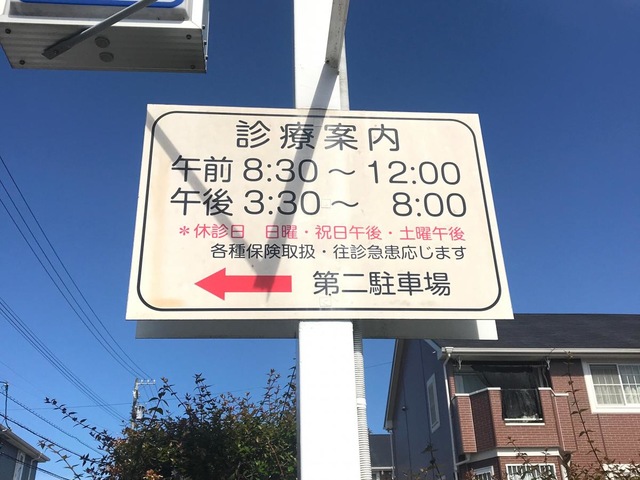 診療案内
午前 8:30～12:00
午後 3:30～ 8:00
*休診日 日曜・祝日午後・土曜午後
各種保険取扱・往診急患応じます
第二駐車場